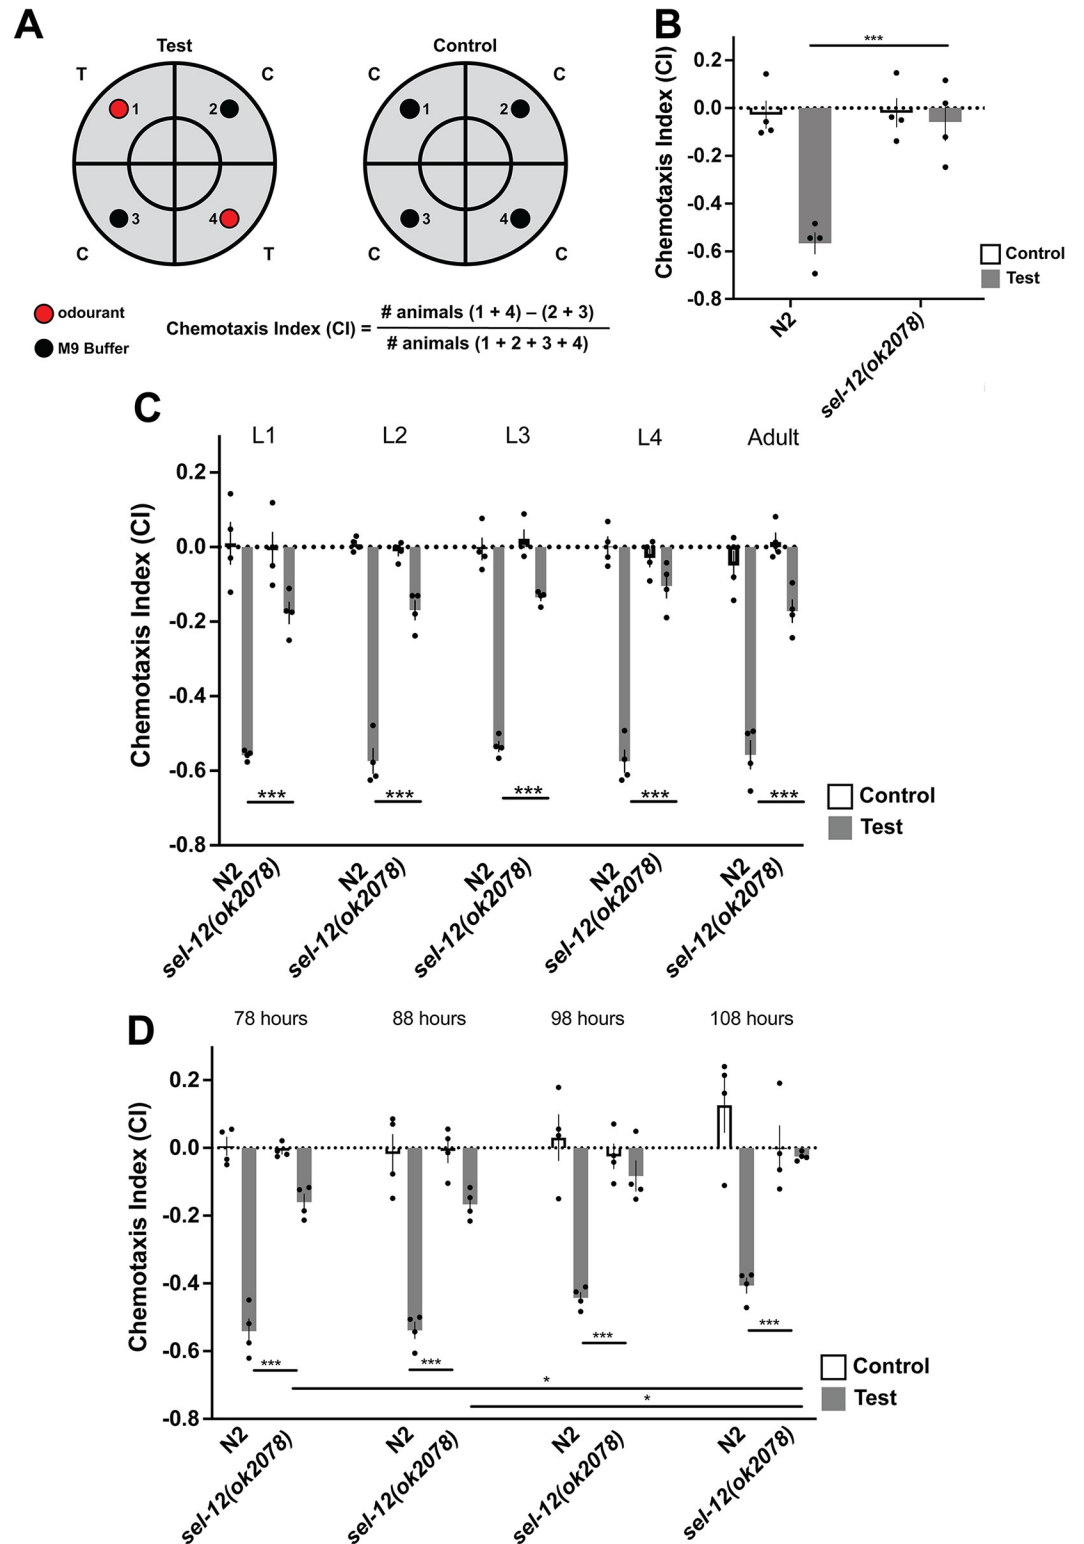 A
Test
Control
T
C
C
C
1
2
1
2
3
4
3
4
C
T
C
C
odourant
M9 Buffer
Chemotaxis Index (CI) =
# animals (1 + 4) – (2 + 3)
# animals (1 + 2 + 3 + 4)
B
Chemotaxis Index (CI)
0.2
0.0
-0.2
-0.4
-0.6
-0.8
***
N2
sel-12(ok2078)
Control
Test
C
L1
L2
L3
L4
Adult
Chemotaxis Index (CI)
0.2
0.0
-0.2
-0.4
-0.6
-0.8
***
***
***
***
***
N2
sel-12(ok2078)
N2
sel-12(ok2078)
N2
sel-12(ok2078)
N2
sel-12(ok2078)
N2
sel-12(ok2078)
Control
Test
D
78 hours
88 hours
98 hours
108 hours
Chemotaxis Index (CI)
0.2
0.0
-0.2
-0.4
-0.6
-0.8
***
***
***
***
*
*
N2
sel-12(ok2078)
N2
sel-12(ok2078)
N2
sel-12(ok2078)
N2
sel-12(ok2078)
Control
Test